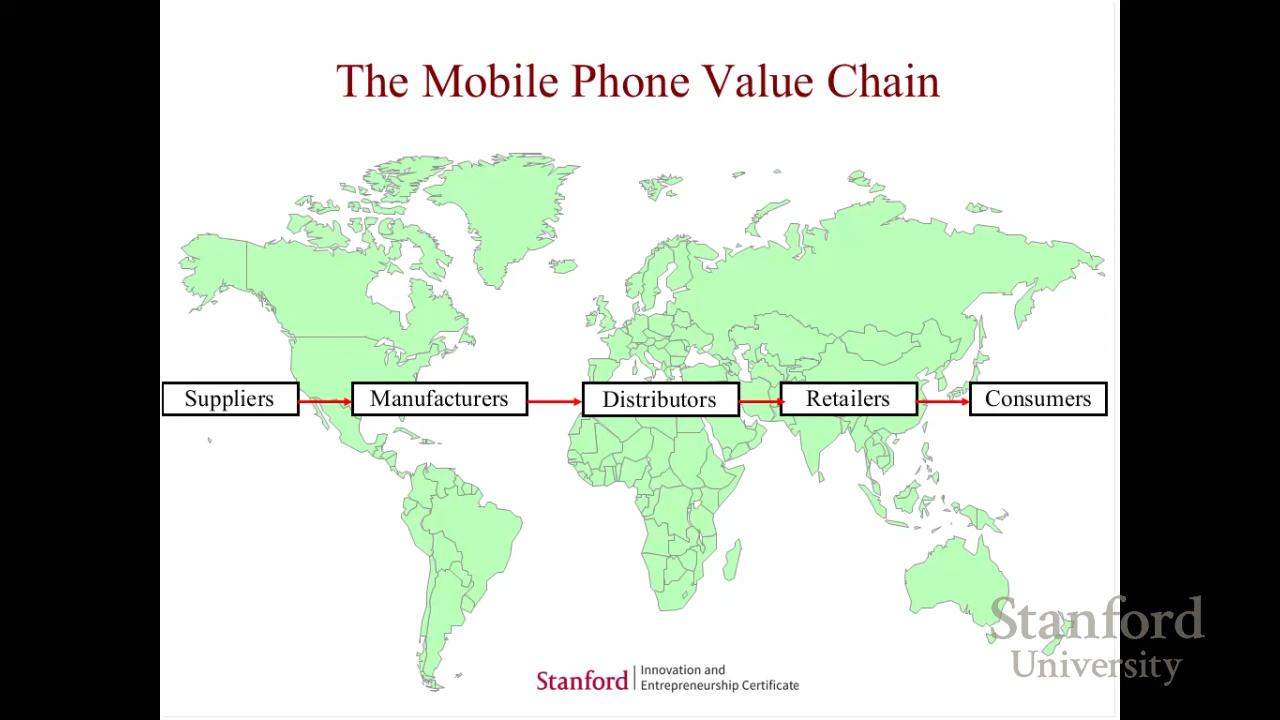 The Mobile Phone Value Chain
Suppliers
Manufacturers
Distributors
Retailers
Consumers
Stanford
University
Stanford
Innovation and
Entrepreneurship Certificate